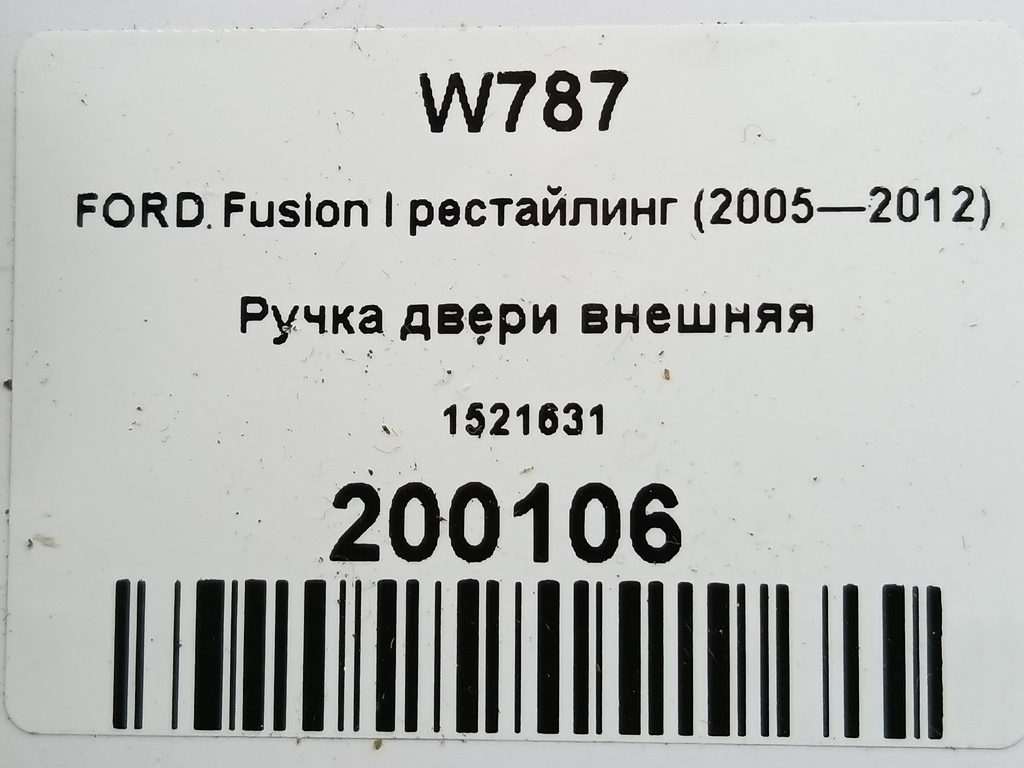 W787
FORD. Fusion I рестайлинг (2005—2012)
Ручка двери внешняя
1521631
200106